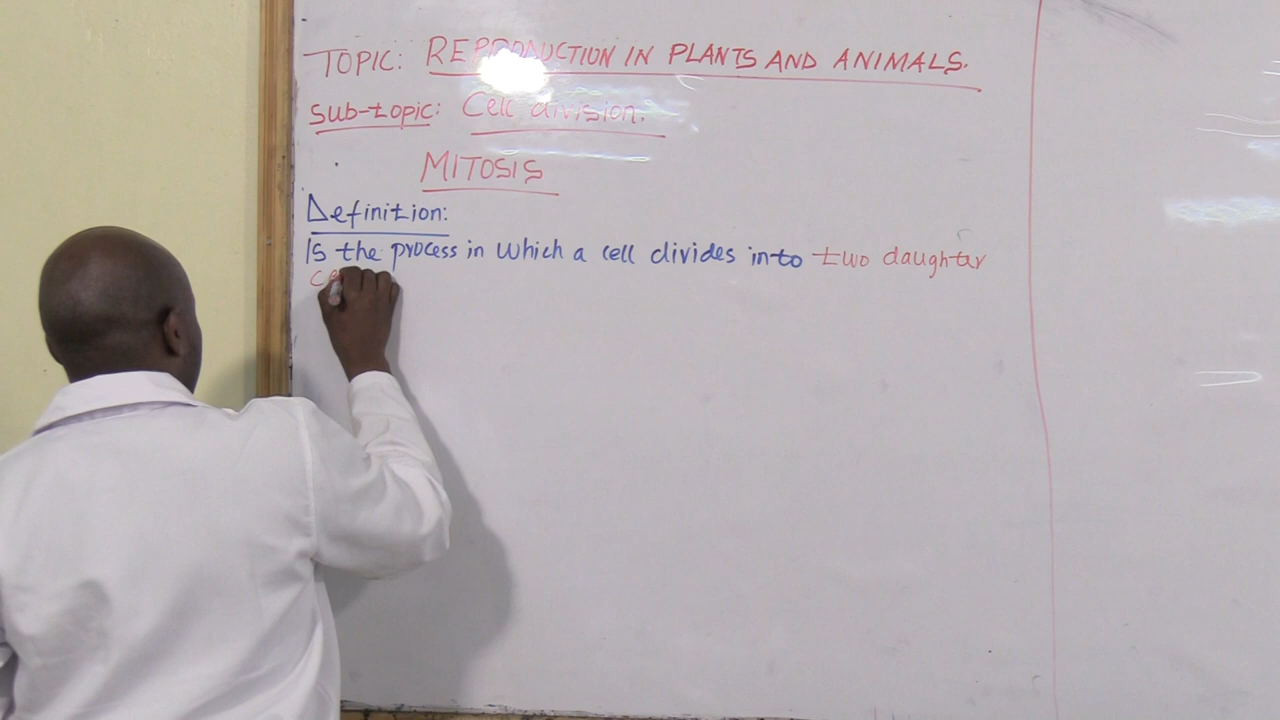 TOPIC: REPRODUCTION IN PLANTS AND ANIMALS.
Sub-topic: Cell division.
MITOSIS
Definition:
Is the process in which a cell divides into two daughter
ce